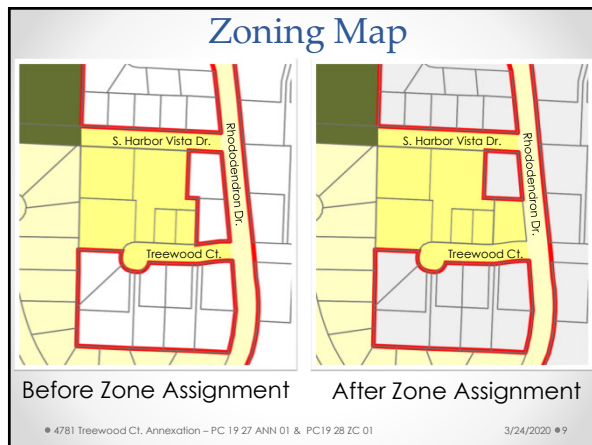 Zoning Map
S. Harbor Vista Dr.
Rhododendron Dr.
Treewood Ct.
S. Harbor Vista Dr.
Rhododendron Dr.
Treewood Ct.
Before Zone Assignment
After Zone Assignment
• 4781 Treewood Ct. Annexation – PC 19 27 ANN 01 & PC19 28 ZC 01
3/24/2020 • 9